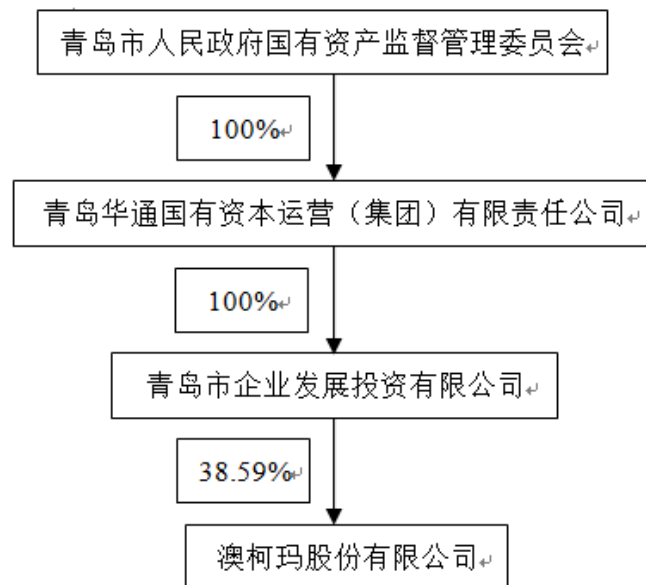 青岛市人民政府国有资产监督管理委员会
100%
青岛华通国有资本运营（集团）有限责任公司
100%
青岛市企业发展投资有限公司
38.59%
澳柯玛股份有限公司